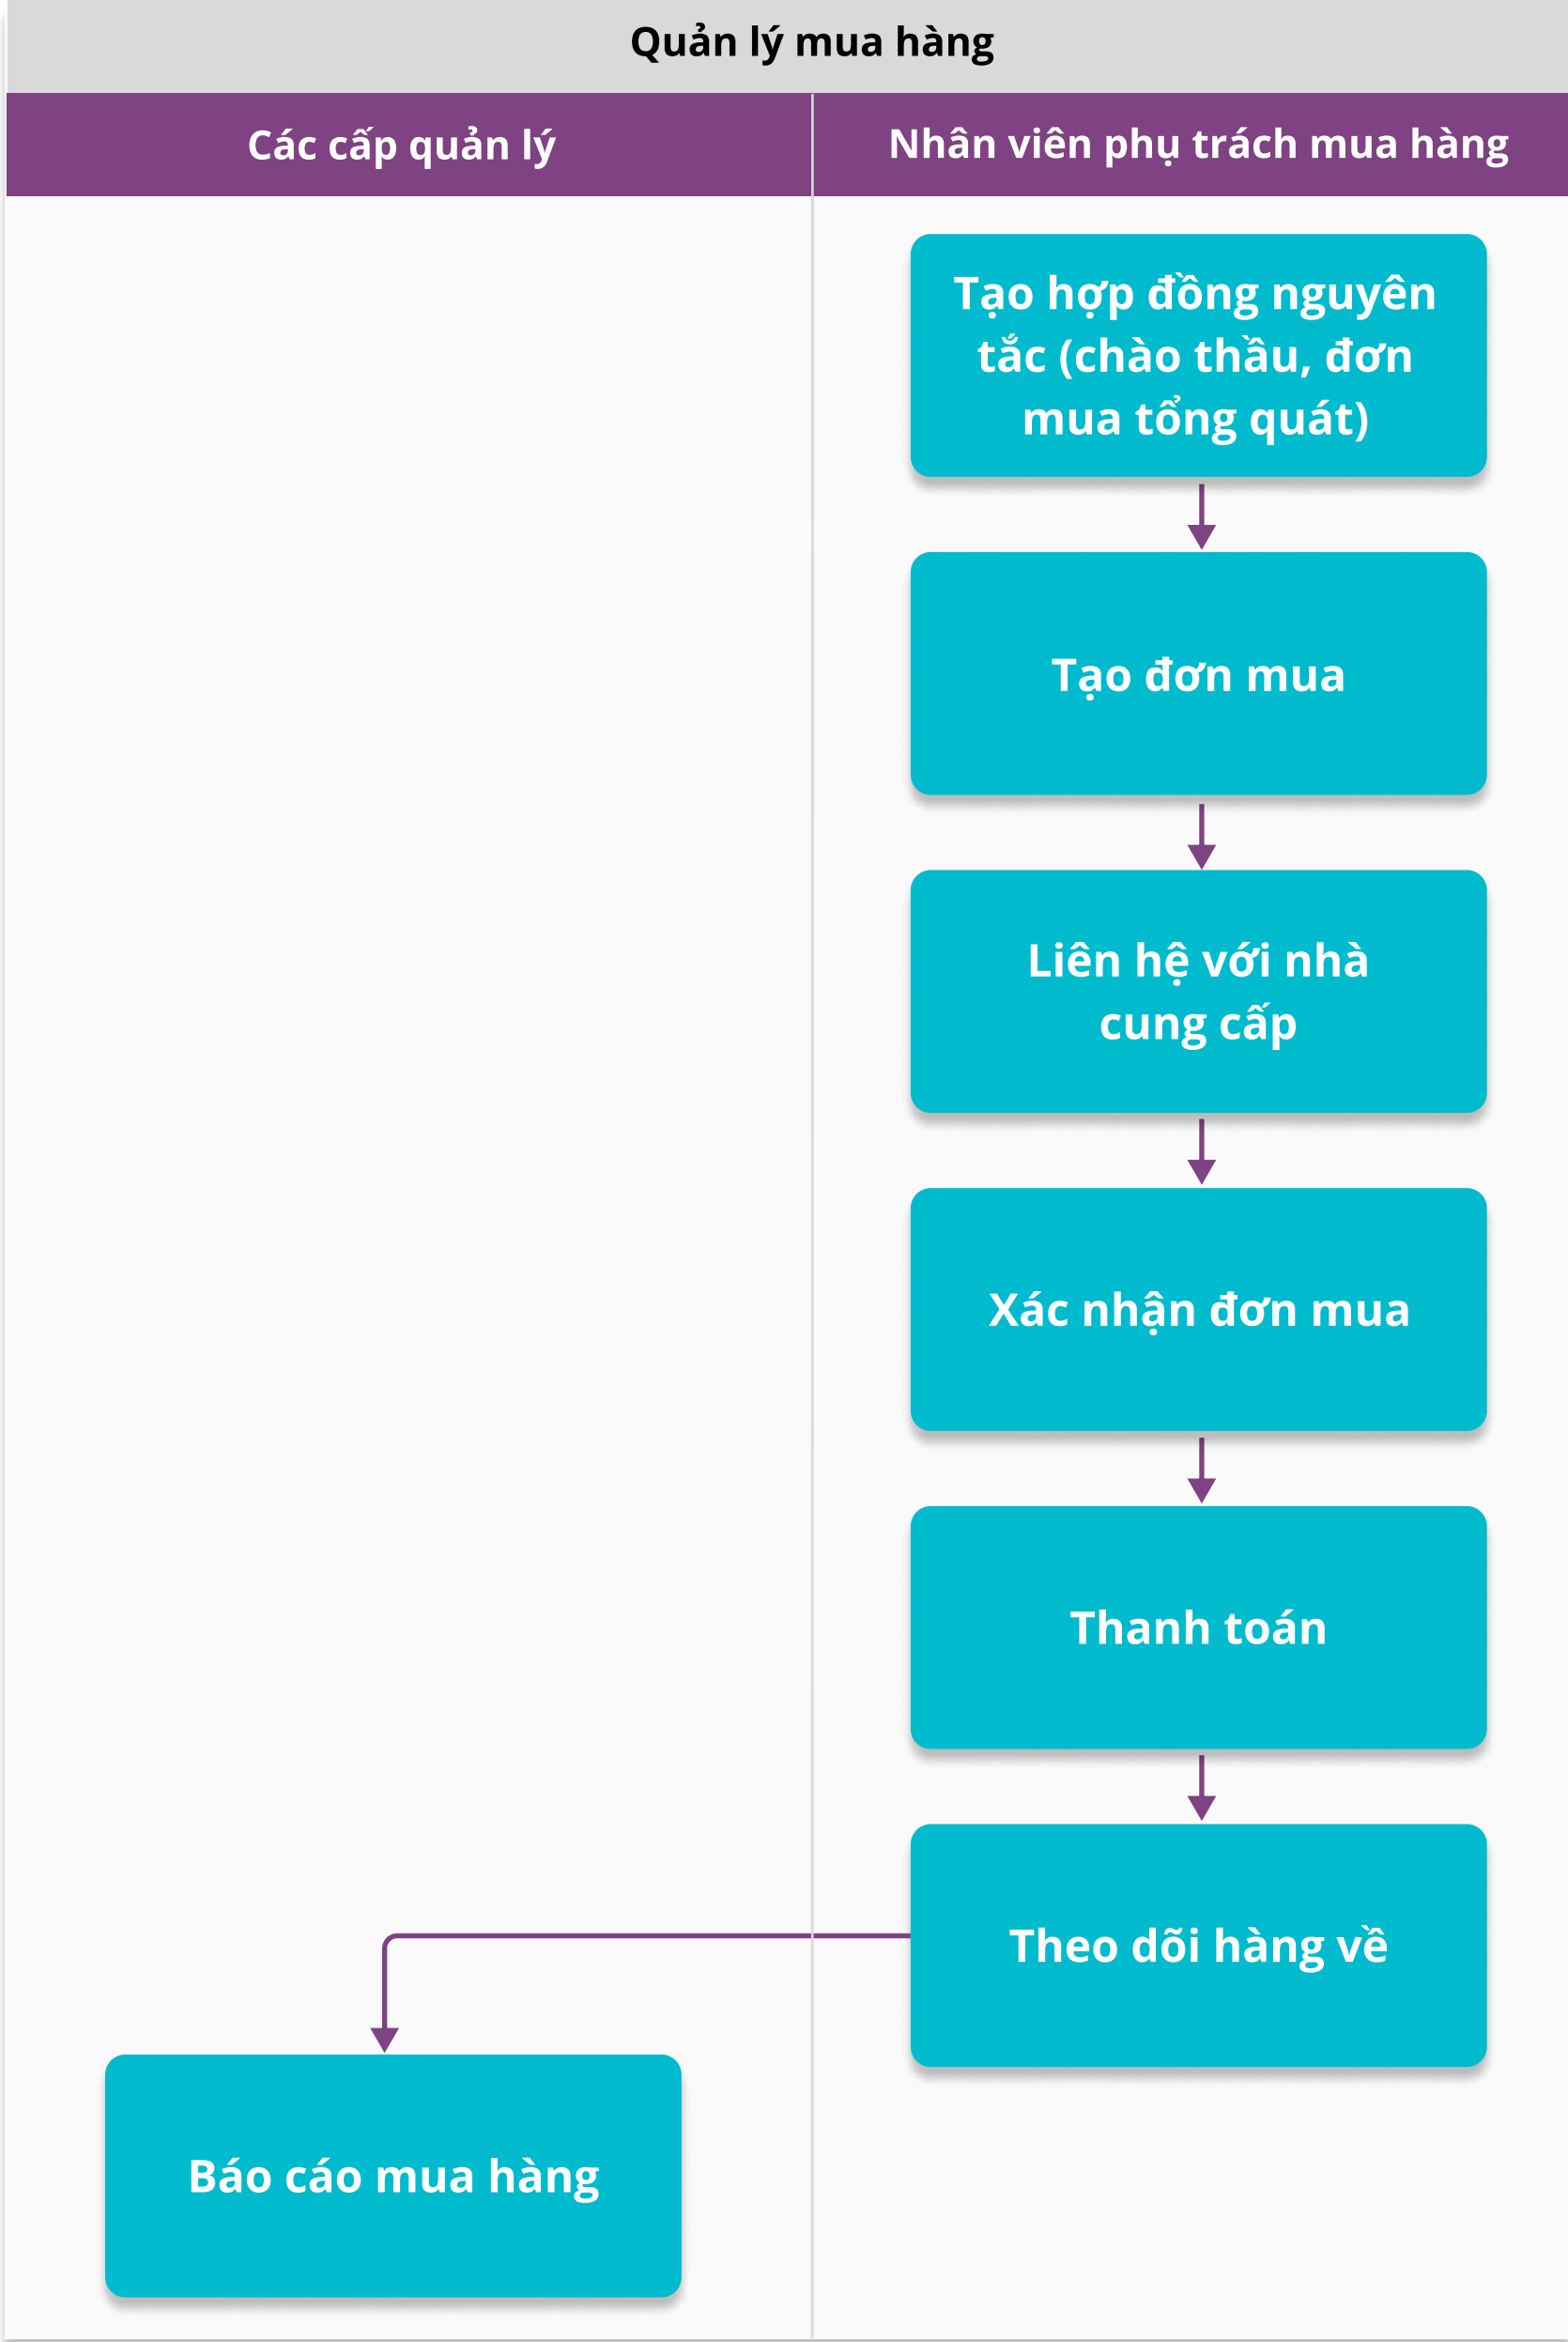 Quản lý mua hàng
Các cấp quản lý
Nhân viên phụ trách mua hàng
Tạo hợp đồng nguyên
tắc (chào thầu, đơn
mua tổng quát)
Tạo đơn mua
Liên hệ với nhà
cung cấp
Xác nhận đơn mua
Thanh toán
Theo dõi hàng về
Báo cáo mua hàng